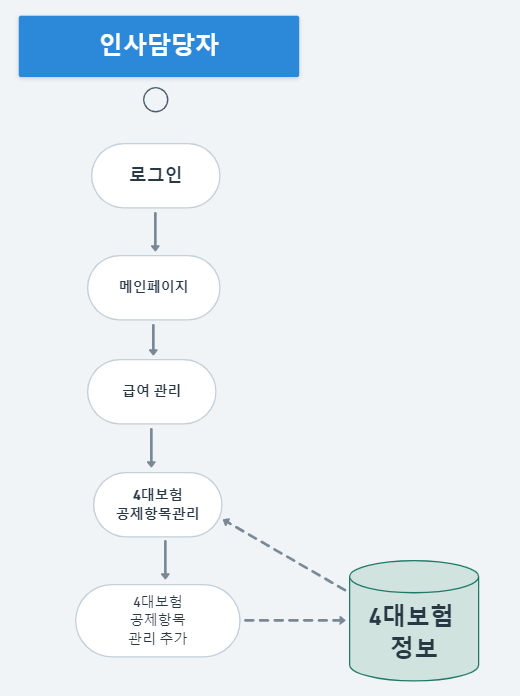 인사담당자
로그인
메인페이지
급여 관리
4대보험
공제항목관리
4대보험
공제항목
관리 추가
4대보험
정보